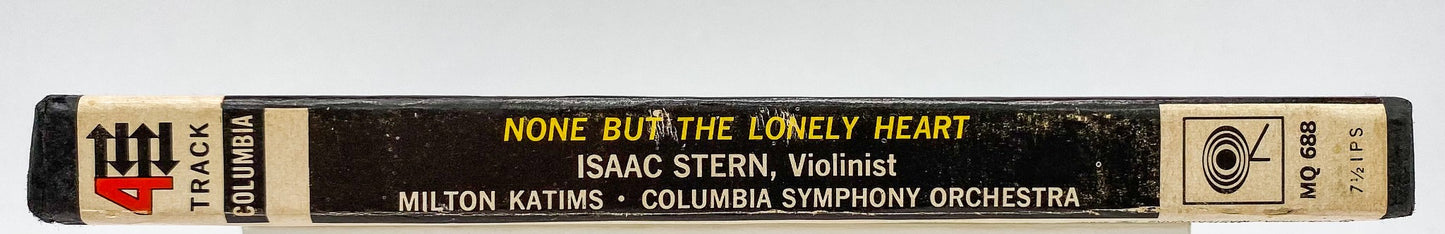 4
TRACK
COLUMBIA
NONE BUT THE LONELY HEART
ISAAC STERN, Violinist
MILTON KATIMS · COLUMBIA SYMPHONY ORCHESTRA
MQ 688
7½ IPS